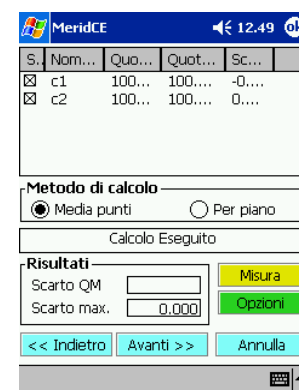 MeridCE 12.49 ok
S.. Nom... Quo... Quot... Sc...
c1 100... 100.... -0....
c2 100... 100.... 0....
Metodo di calcolo
Media punti Per piano
Calcolo Eseguito
Risultati
Scarto QM Misura
Scarto max. 0.000 Opzioni
<< Indietro Avanti >> Annulla